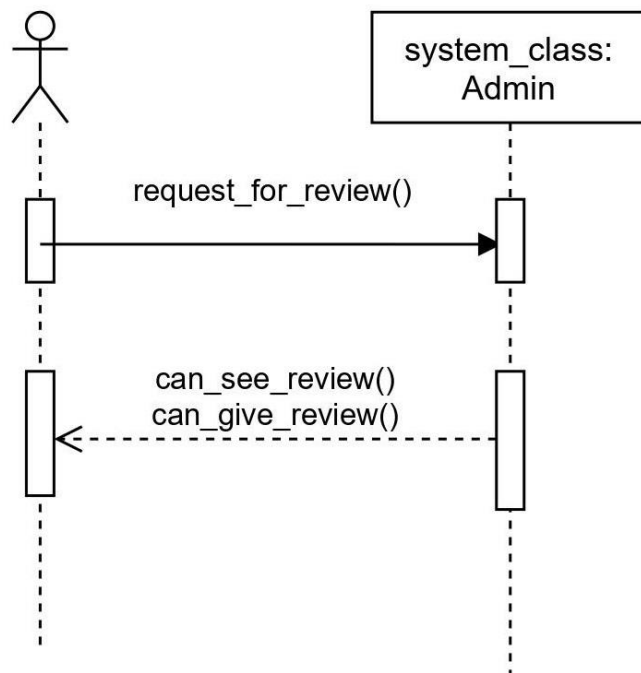 system_class:
Admin
request_for_review()
can_see_review()
can_give_review()